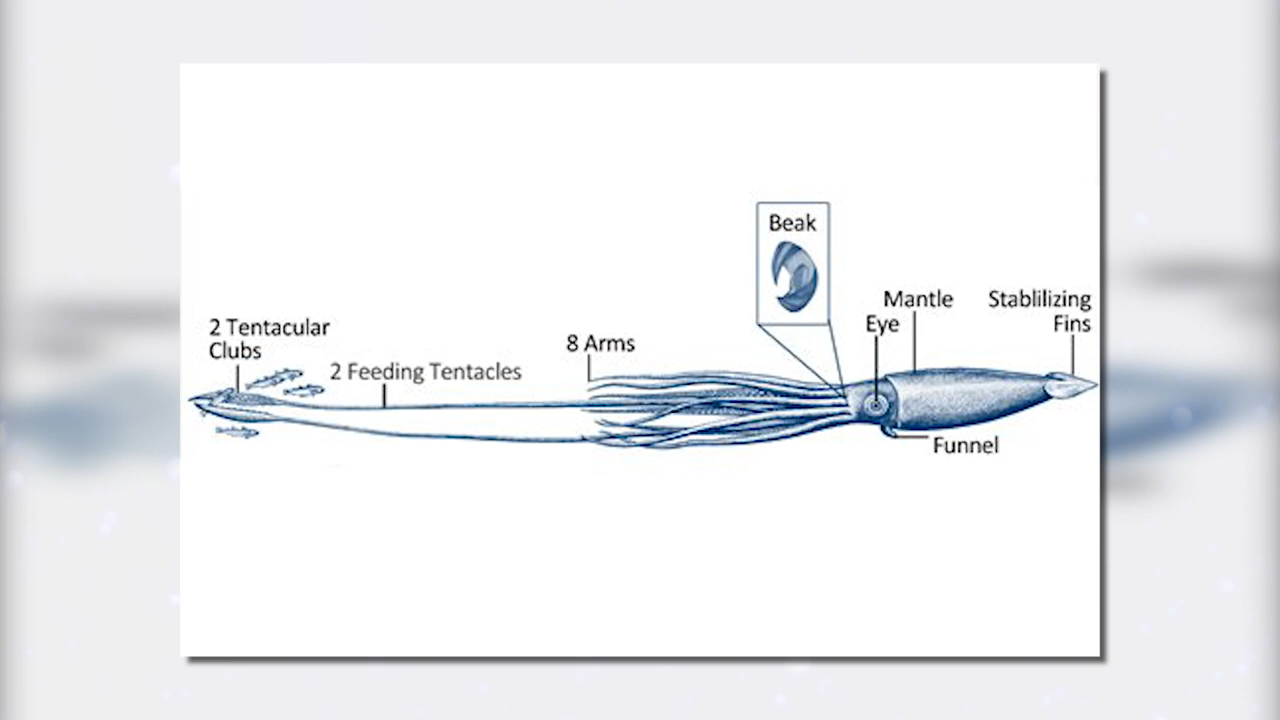 Beak
Mantle
Stablilizing
Fins
Eye
2 Tentacular
Clubs
8 Arms
2 Feeding Tentacles
Funnel